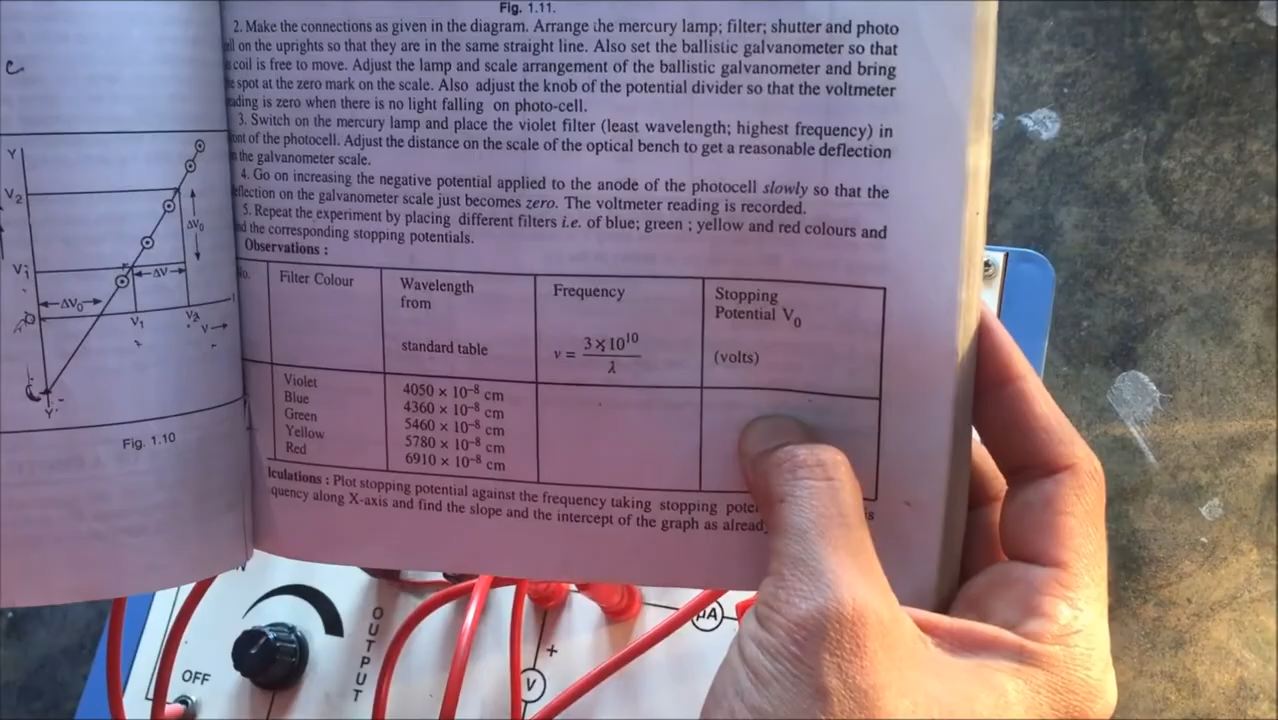 Fig. 1.11.
2. Make the connections as given in the diagram. Arrange the mercury lamp; filter; shutter and photo
on the uprights so that they are in the same straight line. Also set the ballistic galvanometer so that
coil is free to move. Adjust the lamp and scale arrangement of the ballistic galvanometer and bring
spot at the zero mark on the scale. Also adjust the knob of the potential divider so that the voltmeter
ading is zero when there is no light falling on photo-cell.
3. Switch on the mercury lamp and place the violet filter (least wavelength; highest frequency) in
ont of the photocell. Adjust the distance on the scale of the optical bench to get a reasonable deflection
the galvanometer scale.
4. Go on increasing the negative potential applied to the anode of the photocell slowly so that the
flection on the galvanometer scale just becomes zero. The voltmeter reading is recorded.
5. Repeat the experiment by placing different filters i.e. of blue; green ; yellow and red colours and
the corresponding stopping potentials.
Observations :
o. Filter Colour Wavelength from standard table Frequency ν = 3×10¹⁰ / λ Stopping Potential V₀ (volts)
Violet 4050 × 10⁻⁸ cm
Blue 4360 × 10⁻⁸ cm
Green 5460 × 10⁻⁸ cm
Yellow 5780 × 10⁻⁸ cm
Red 6910 × 10⁻⁸ cm
lculations : Plot stopping potential against the frequency taking stopping pote
quency along X-axis and find the slope and the intercept of the graph as alread
is
Y
V₂
ΔV₀
V₁
ΔV
ΔV₀
V₁
V₂
ν→
Y'
Fig. 1.10
OFF
OUTPUT
+
V
μA